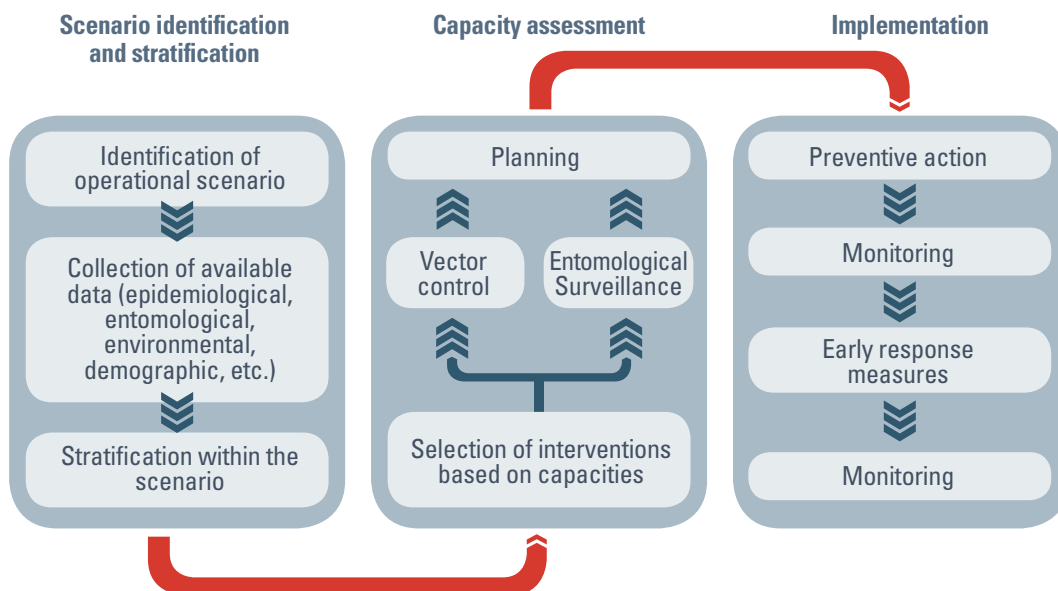 Scenario identification
and stratification
Identification of
operational scenario
Collection of available
data (epidemiological,
entomological,
environmental,
demographic, etc.)
Stratification within the
scenario
Capacity assessment
Planning
Vector
control
Entomological
Surveillance
Selection of interventions
based on capacities
Implementation
Preventive action
Monitoring
Early response
measures
Monitoring